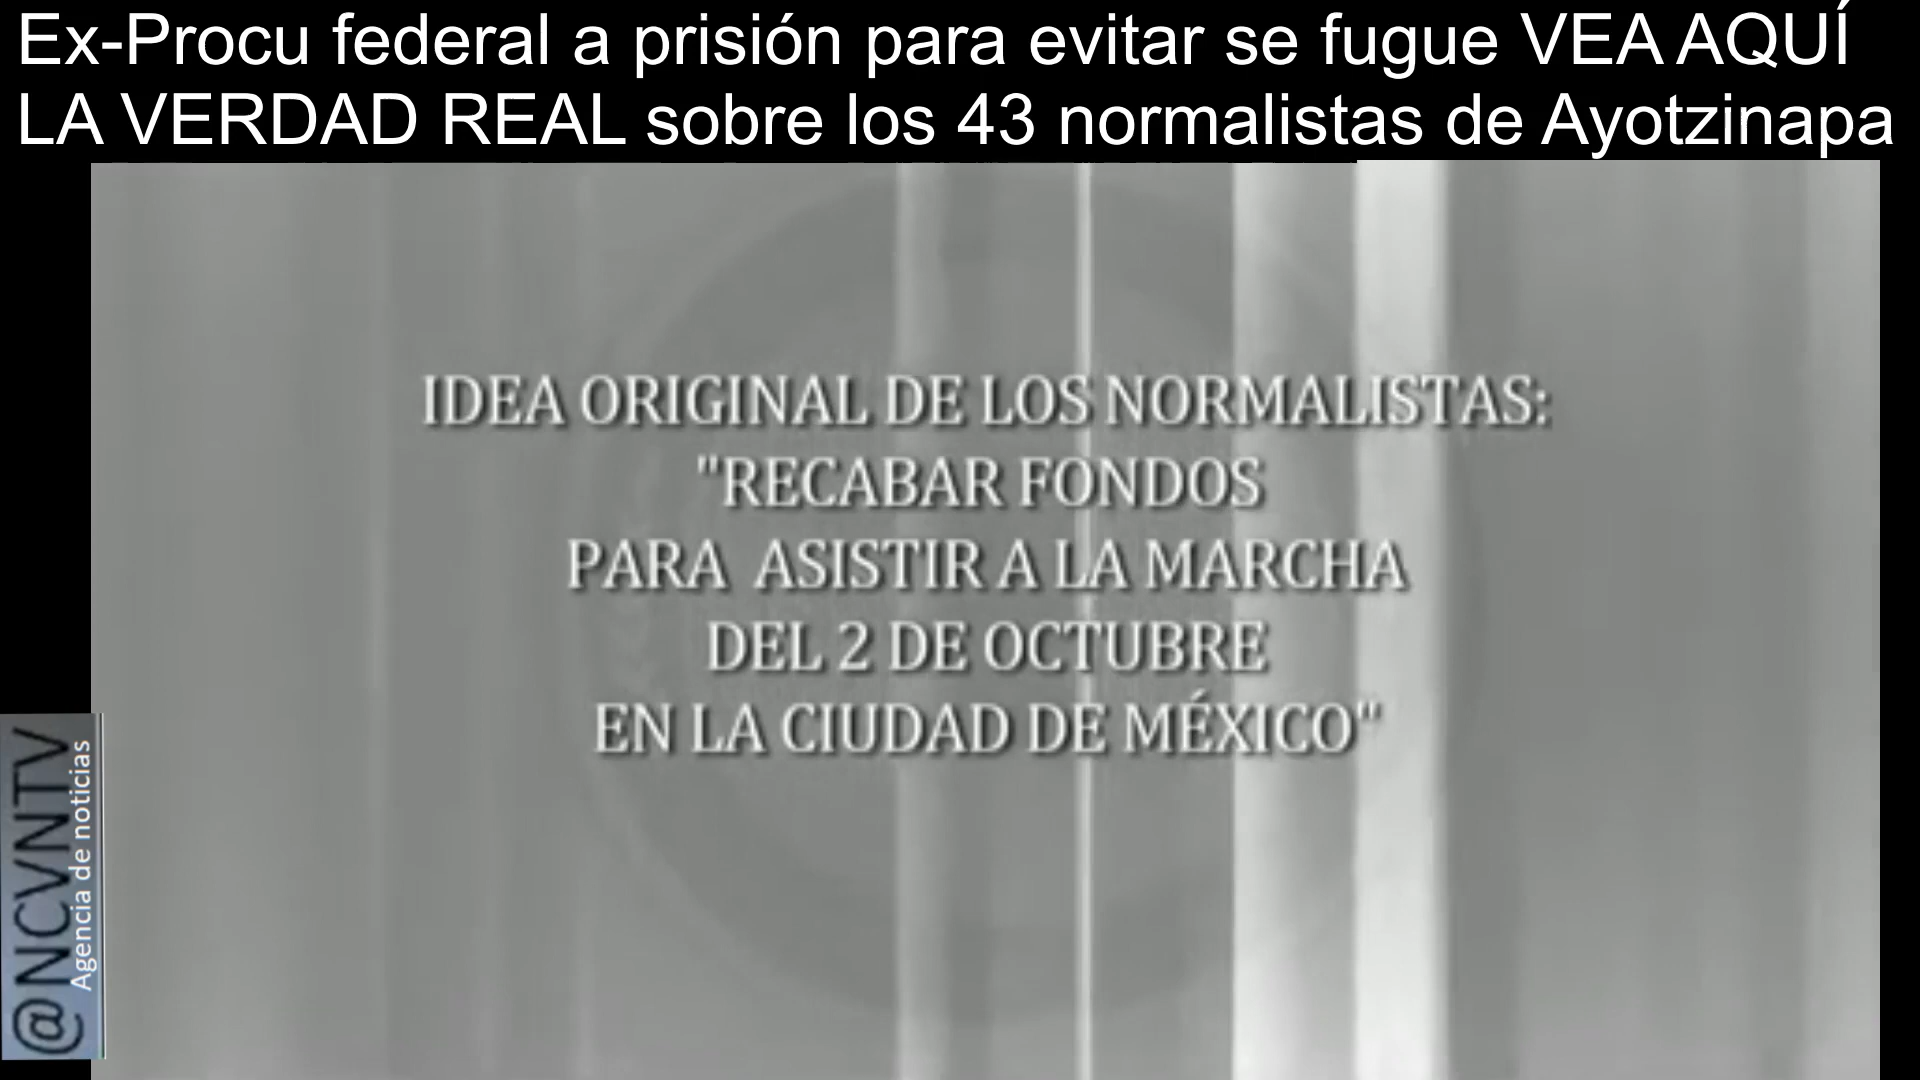 Ex-Procu federal a prisión para evitar se fugue VEA AQUÍ
LA VERDAD REAL sobre los 43 normalistas de Ayotzinapa
IDEA ORIGINAL DE LOS NORMALISTAS:
"RECABAR FONDOS
PARA  ASISTIR A LA MARCHA
DEL 2 DE OCTUBRE
EN LA CIUDAD DE MÉXICO"
@NCVNTV
Agencia de noticias